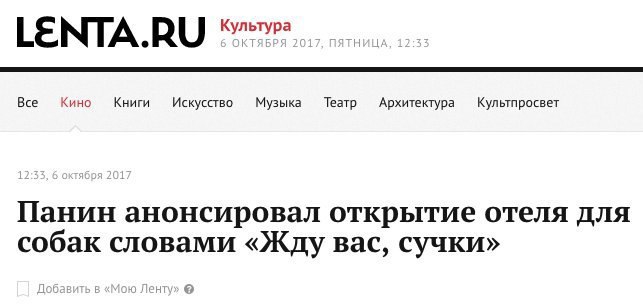 LENTA.RU
Культура
6 ОКТЯБРЯ 2017, ПЯТНИЦА, 12:33
Все Кино Книги Искусство Музыка Театр Архитектура Культпросвет
12:33, 6 октября 2017
Панин анонсировал открытие отеля для
собак словами «Жду вас, сучки»
Добавить в «Мою Ленту» ?